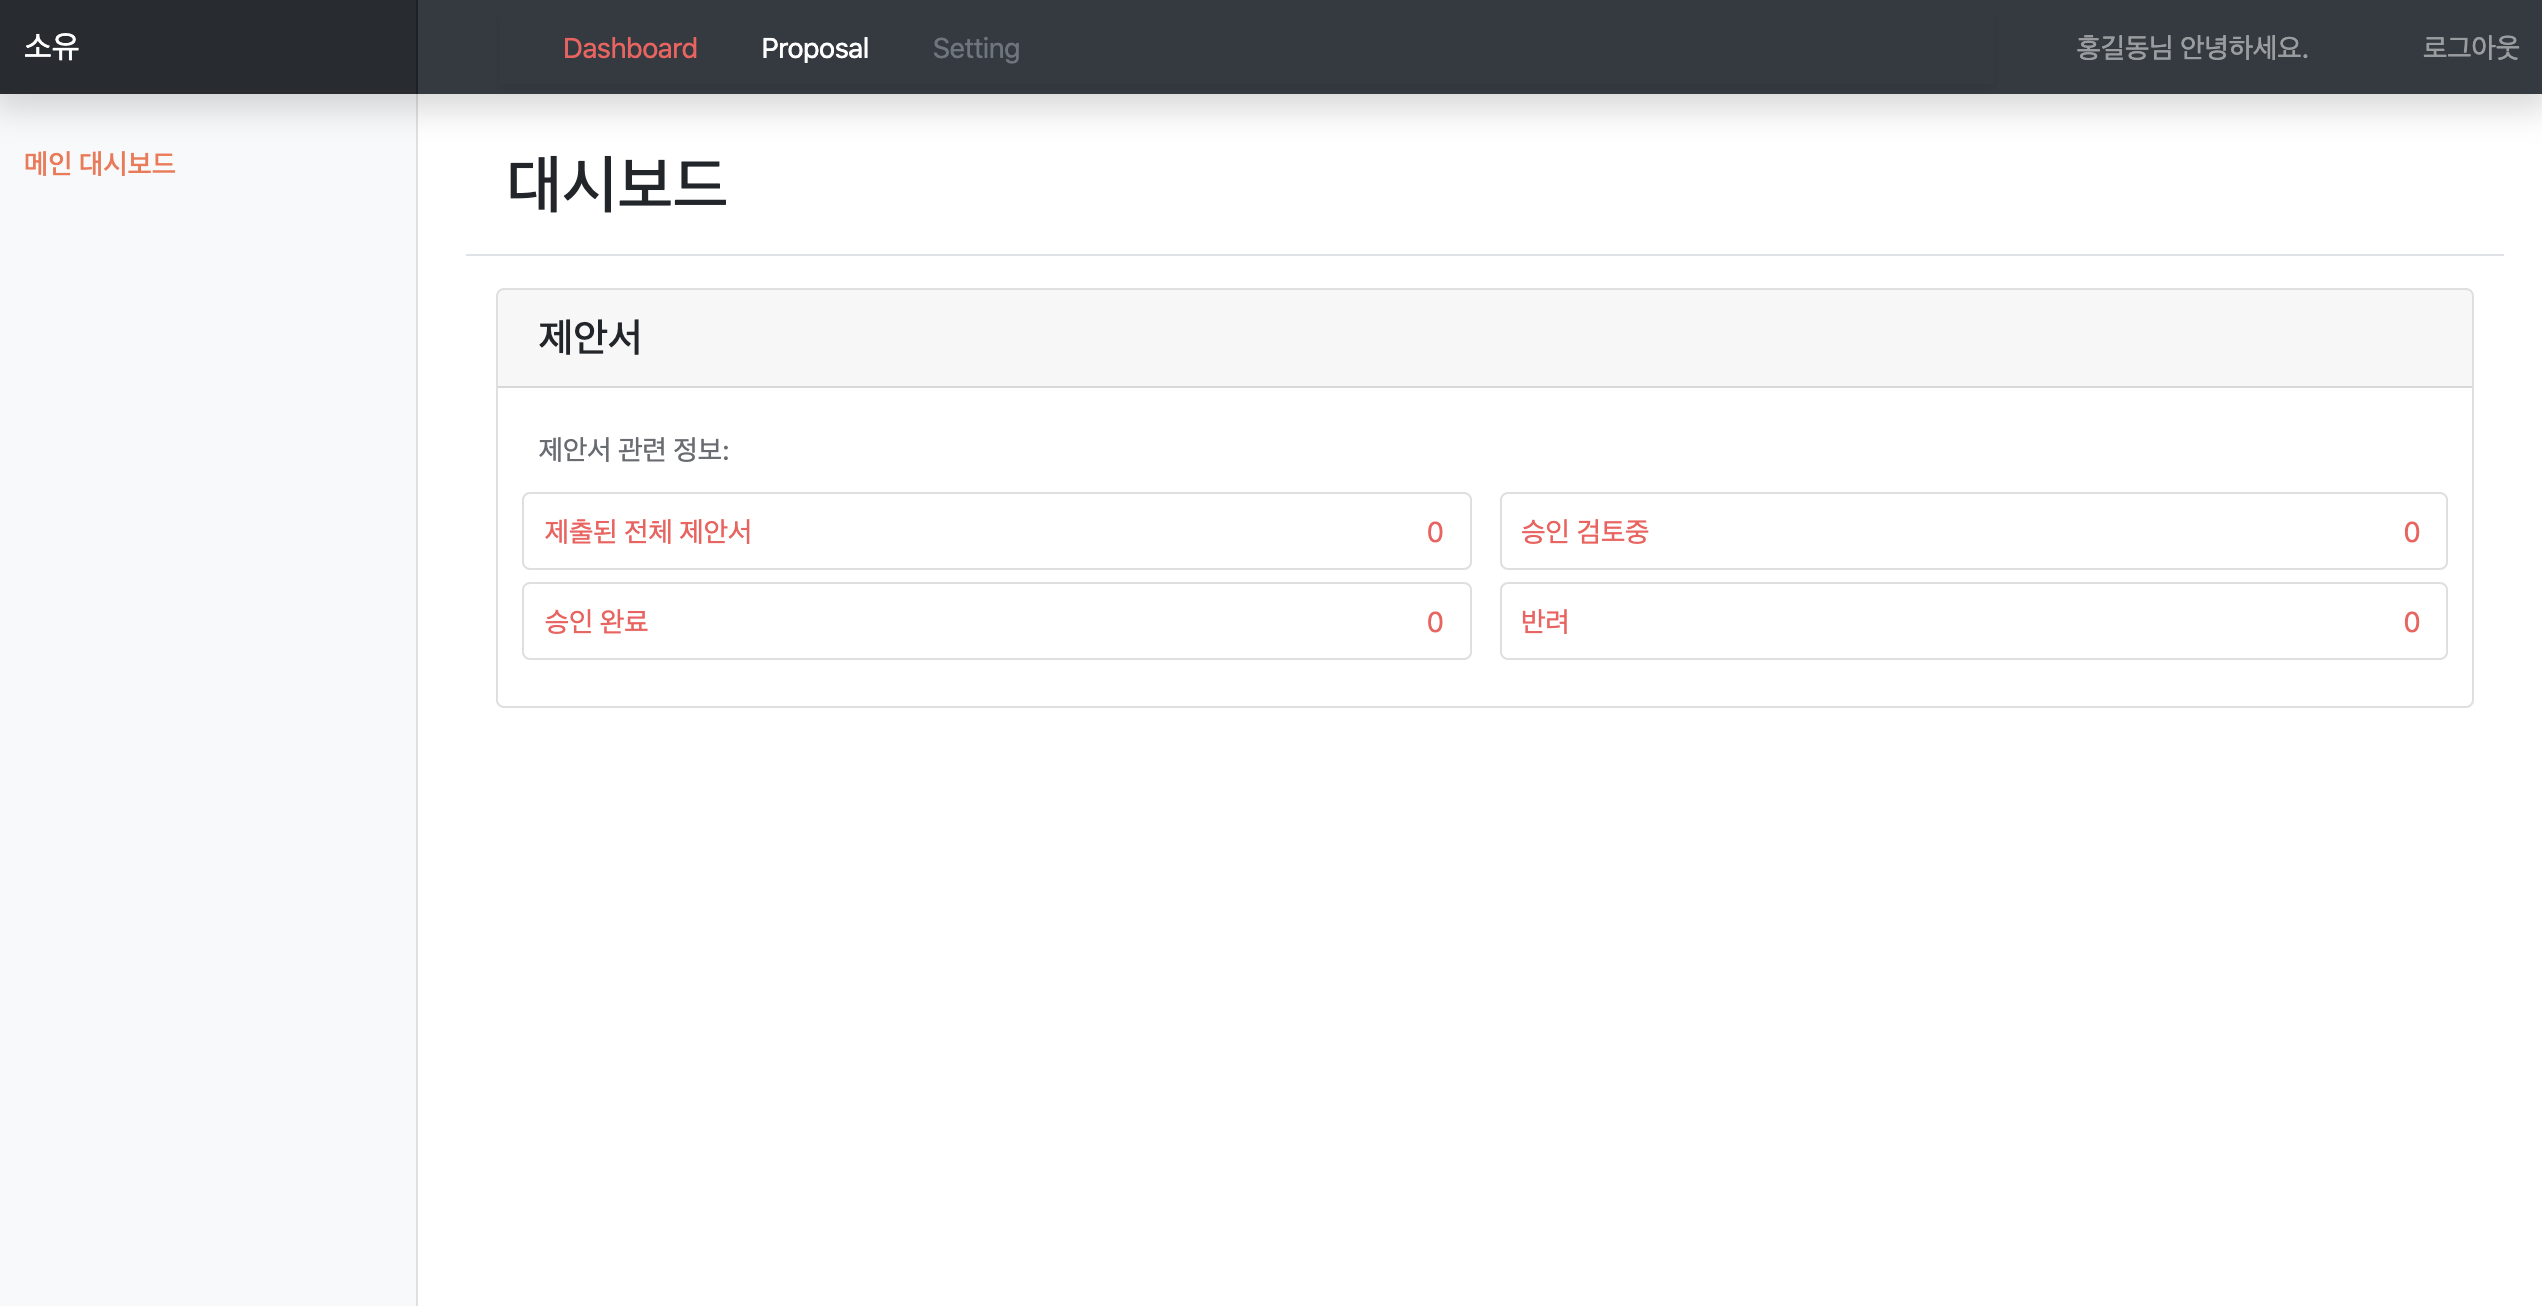 소유
Dashboard Proposal Setting
홍길동님 안녕하세요. 로그아웃
메인 대시보드
대시보드
제안서
제안서 관련 정보:
제출된 전체 제안서 0
승인 검토중 0
승인 완료 0
반려 0